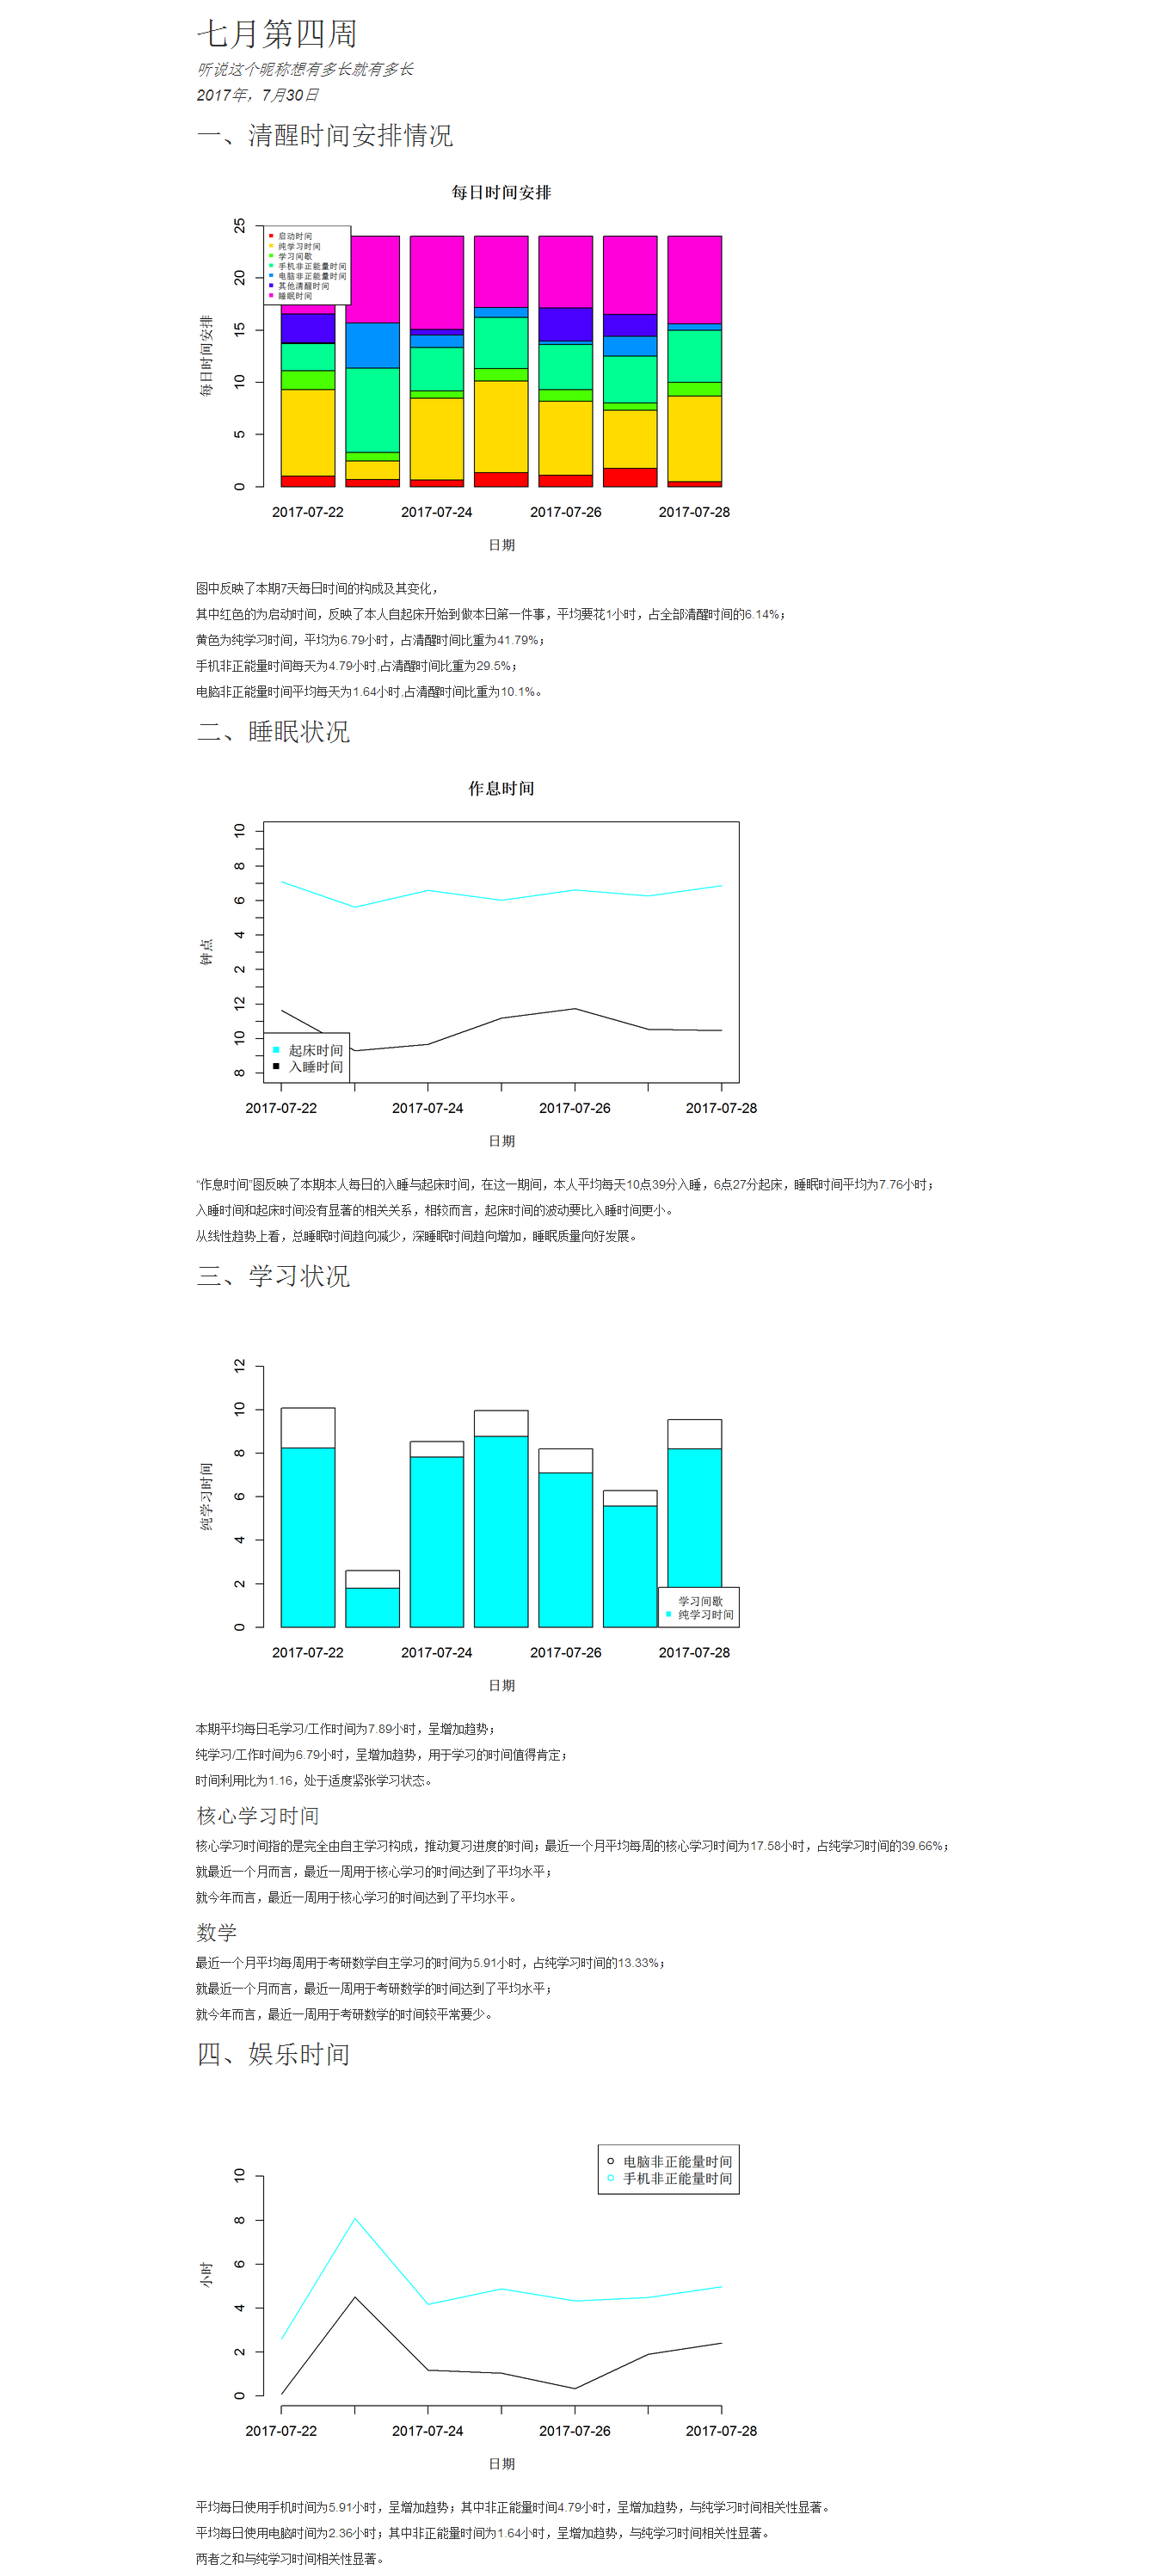 七月第四周
听说这个昵称想有多长就有多长
2017年，7月30日
一、清醒时间安排情况
每日时间安排
每日时间安排
25
20
15
10
5
0
启动时间
纯学习时间
学习间歇
手机非正能量时间
电脑非正能量时间
其他清醒时间
睡眠时间
2017-07-22 2017-07-24 2017-07-26 2017-07-28
日期
图中反映了本期7天每日时间的构成及其变化，
其中红色的为启动时间，反映了本人自起床开始到做本日第一件事，平均要花1小时，占全部清醒时间的6.14%；
黄色为纯学习时间，平均为6.79小时，占清醒时间比重为41.79%；
手机非正能量时间每天为4.79小时,占清醒时间比重为29.5%；
电脑非正能量时间平均每天为1.64小时,占清醒时间比重为10.1%。
二、睡眠状况
作息时间
钟点
10
8
6
4
2
12
10
8
起床时间
入睡时间
2017-07-22 2017-07-24 2017-07-26 2017-07-28
日期
“作息时间”图反映了本期本人每日的入睡与起床时间，在这一期间，本人平均每天10点39分入睡，6点27分起床，睡眠时间平均为7.76小时；
入睡时间和起床时间没有显著的相关关系，相较而言，起床时间的波动要比入睡时间更小。
从线性趋势上看，总睡眠时间趋向减少，深睡眠时间趋向增加，睡眠质量向好发展。
三、学习状况
纯学习时间
12
10
8
6
4
2
0
学习间歇
纯学习时间
2017-07-22 2017-07-24 2017-07-26 2017-07-28
日期
本期平均每日毛学习/工作时间为7.89小时，呈增加趋势；
纯学习/工作时间为6.79小时，呈增加趋势，用于学习的时间值得肯定；
时间利用比为1.16，处于适度紧张学习状态。
核心学习时间
核心学习时间指的是完全由自主学习构成，推动复习进度的时间；最近一个月平均每周的核心学习时间为17.58小时，占纯学习时间的39.66%；
就最近一个月而言，最近一周用于核心学习的时间达到了平均水平；
就今年而言，最近一周用于核心学习的时间达到了平均水平。
数学
最近一个月平均每周用于考研数学自主学习的时间为5.91小时，占纯学习时间的13.33%；
就最近一个月而言，最近一周用于考研数学的时间达到了平均水平；
就今年而言，最近一周用于考研数学的时间较平常要少。
四、娱乐时间
电脑非正能量时间
手机非正能量时间
小时
10
8
6
4
2
0
2017-07-22 2017-07-24 2017-07-26 2017-07-28
日期
平均每日使用手机时间为5.91小时，呈增加趋势；其中非正能量时间4.79小时，呈增加趋势，与纯学习时间相关性显著。
平均每日使用电脑时间为2.36小时；其中非正能量时间为1.64小时，呈增加趋势，与纯学习时间相关性显著。
两者之和与纯学习时间相关性显著。